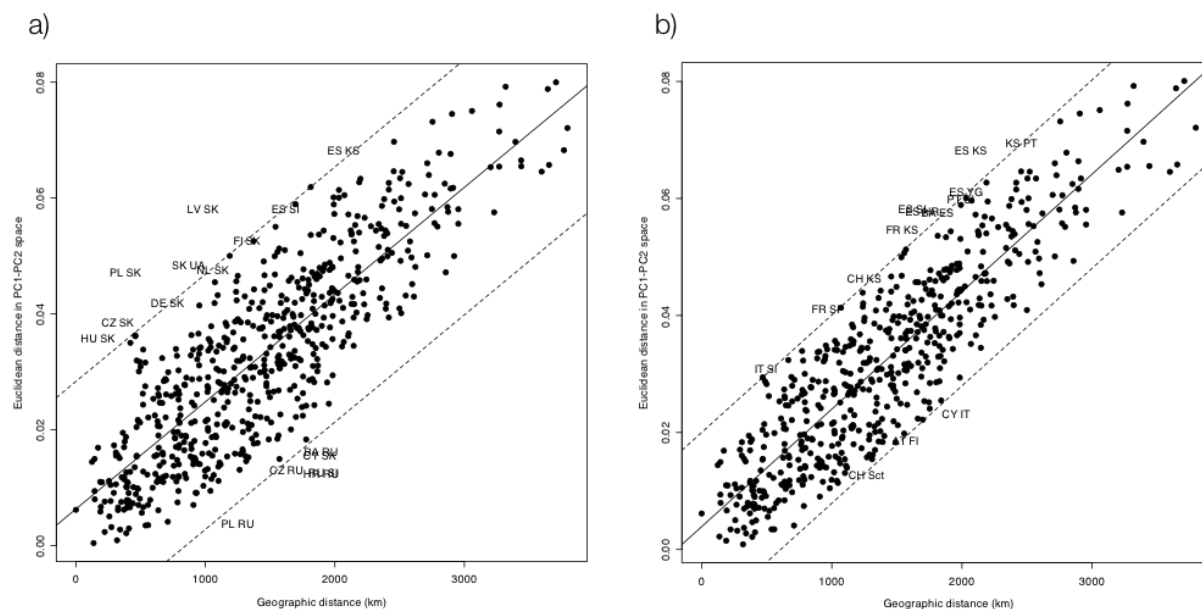 a)
0.08
0.06
0.04
0.02
0.00
Euclidean distance in PC1-PC2 space
ES KS
LV SK
ES SI
FI SK
SK UA
NL SK
PL SK
DE SK
CZ SK
HU SK
CY SK
CZ RU
HR RU
PL RU
0 1000 2000 3000
Geographic distance (km)
b)
0.08
0.06
0.04
0.02
0.00
Euclidean distance in PC1-PC2 space
KS PT
ES KS
ES YG
FR KS
CH KS
FR SI
IT SI
CY IT
CH Sct
0 1000 2000 3000
Geographic distance (km)